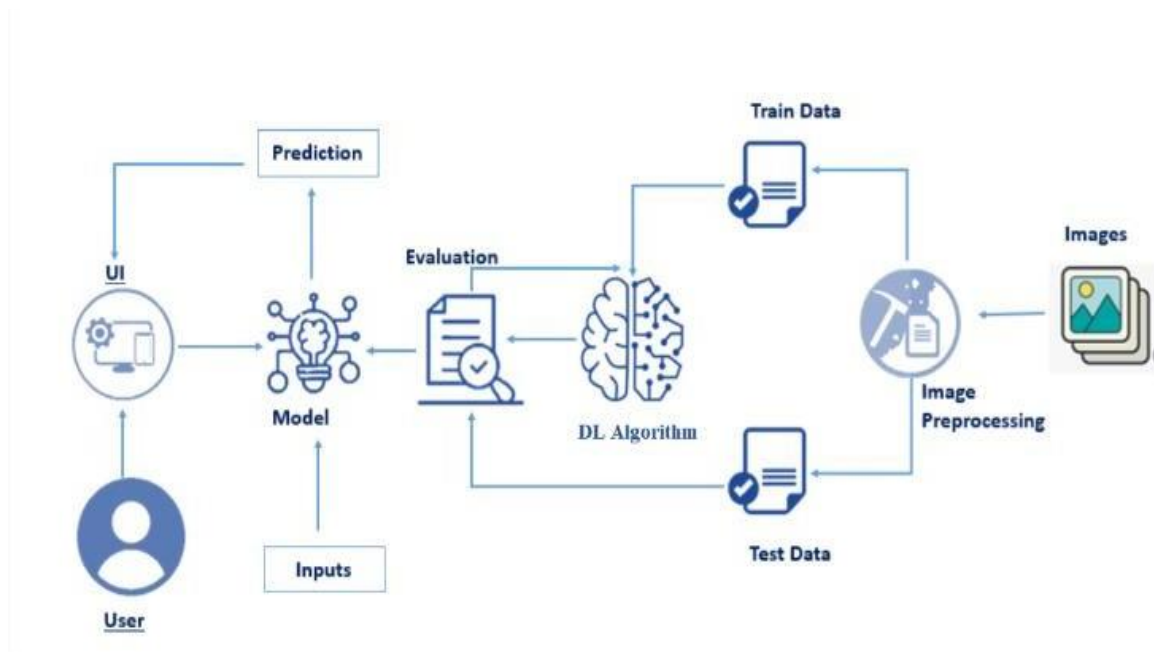 Train Data
Prediction
Images
Evaluation
UI
Image
Preprocessing
Model
DL Algorithm
Test Data
Inputs
User